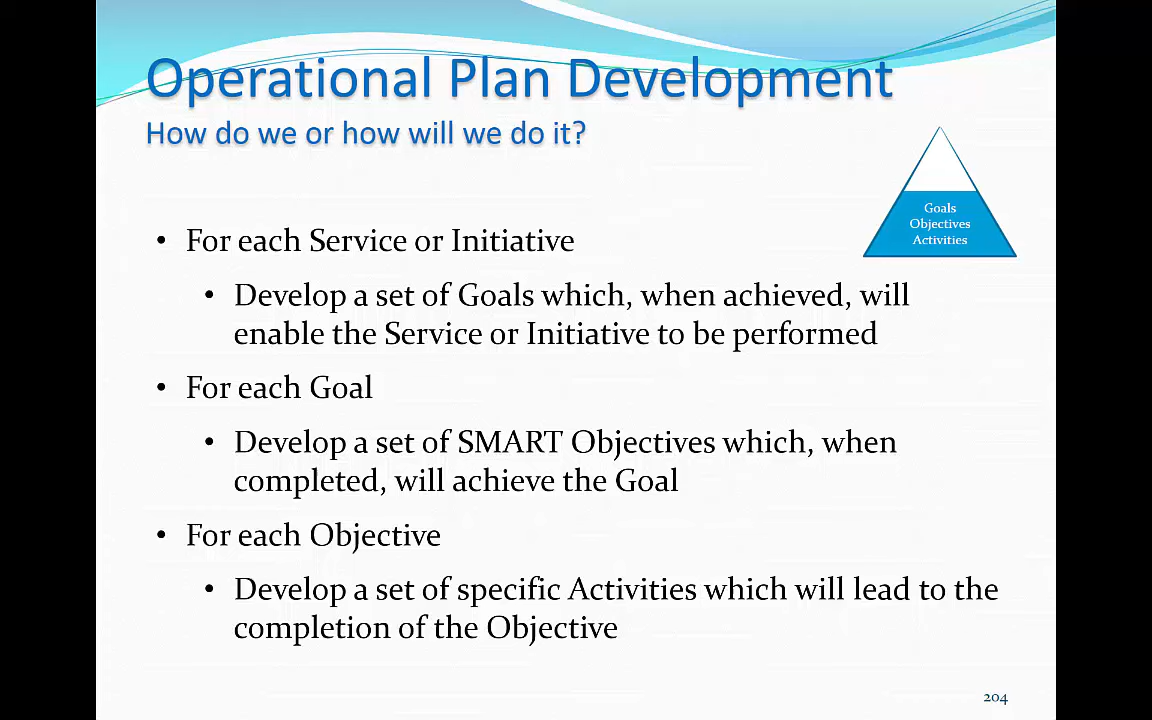 Operational Plan Development
How do we or how will we do it?
Goals
Objectives
Activities
• For each Service or Initiative
• Develop a set of Goals which, when achieved, will
enable the Service or Initiative to be performed
• For each Goal
• Develop a set of SMART Objectives which, when
completed, will achieve the Goal
• For each Objective
• Develop a set of specific Activities which will lead to the
completion of the Objective
204